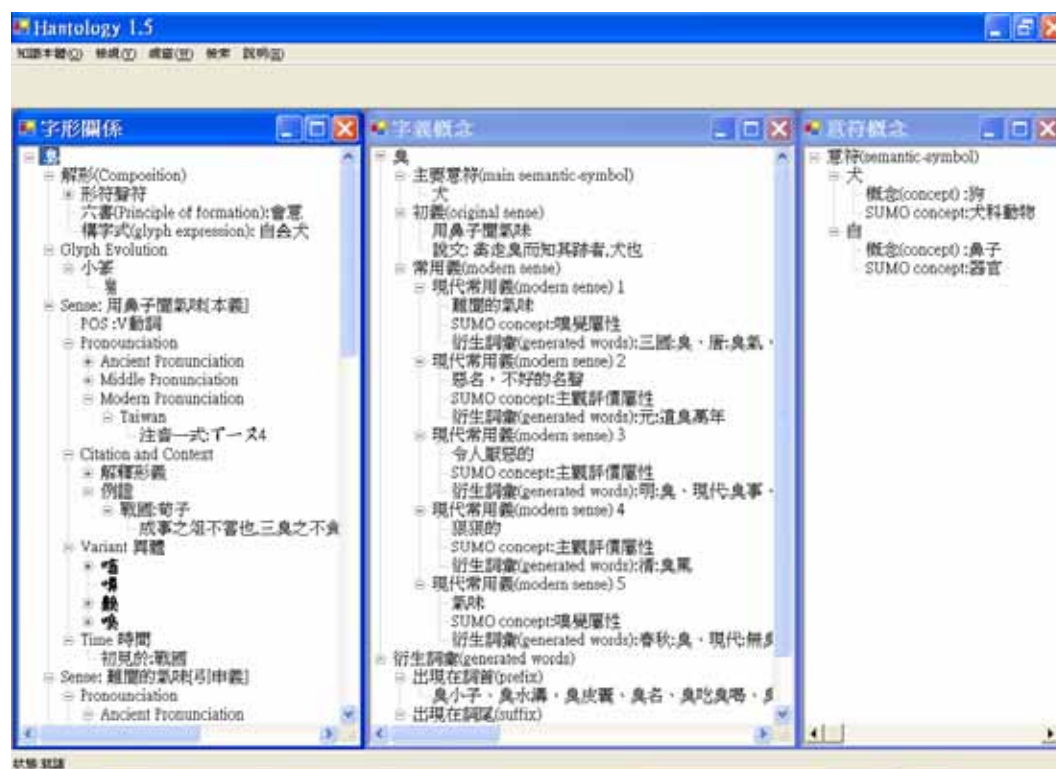 Hantology 1.5
知識本體(O) 檢視(Y) 視窗(W) 檢索 說明(H)
字形關係
臭
解形(Composition)
形符聲符
六書(Principle of formation):會意
構字式(glyph expression): 自犬
Glyph Evolution
小篆
Sense: 用鼻子聞氣味[本義]
POS :V動詞
Pronounciation
Ancient Pronunciation
Middle Pronunciation
Modern Pronunciation
Taiwan
注音一式:ㄒㄧㄡ4
Citation and Context
解釋形義
例證
戰國:荀子
成事之俎不嘗也,三臭之不食
Variant 異體
Time 時間
初見於:戰國
Sense: 難聞的氣味[引申義]
Pronounciation
Ancient Pronunciation
字義概念
臭
主要意符(main semantic-symbol)
犬
初義(original sense)
用鼻子聞氣味
說文: 禽走臭而知其跡者,犬也
常用義(modern sense)
現代常用義(modern sense) 1
難聞的氣味
SUMO concept:嗅覺屬性
衍生詞彙(generated words):三國:臭、唐:臭氣、
現代常用義(modern sense) 2
惡名，不好的名聲
SUMO concept:主觀評價屬性
衍生詞彙(generated words):元:遺臭萬年
現代常用義(modern sense) 3
令人厭惡的
SUMO concept:主觀評價屬性
衍生詞彙(generated words):明:臭、現代:臭事、
現代常用義(modern sense) 4
狠狠的
SUMO concept:主觀評價屬性
衍生詞彙(generated words):清:臭罵
現代常用義(modern sense) 5
氣味
SUMO concept:嗅覺屬性
衍生詞彙(generated words):春秋:臭、現代:無臭
衍生詞彙(generated words)
出現在詞首(prefix)
臭小子、臭水溝、臭皮囊、臭名、臭吃臭喝、
出現在詞尾(suffix)
意符概念
意符(semantic-symbol)
犬
概念(concept) :狗
SUMO concept:犬科動物
自
概念(concept) :鼻子
SUMO concept:器官